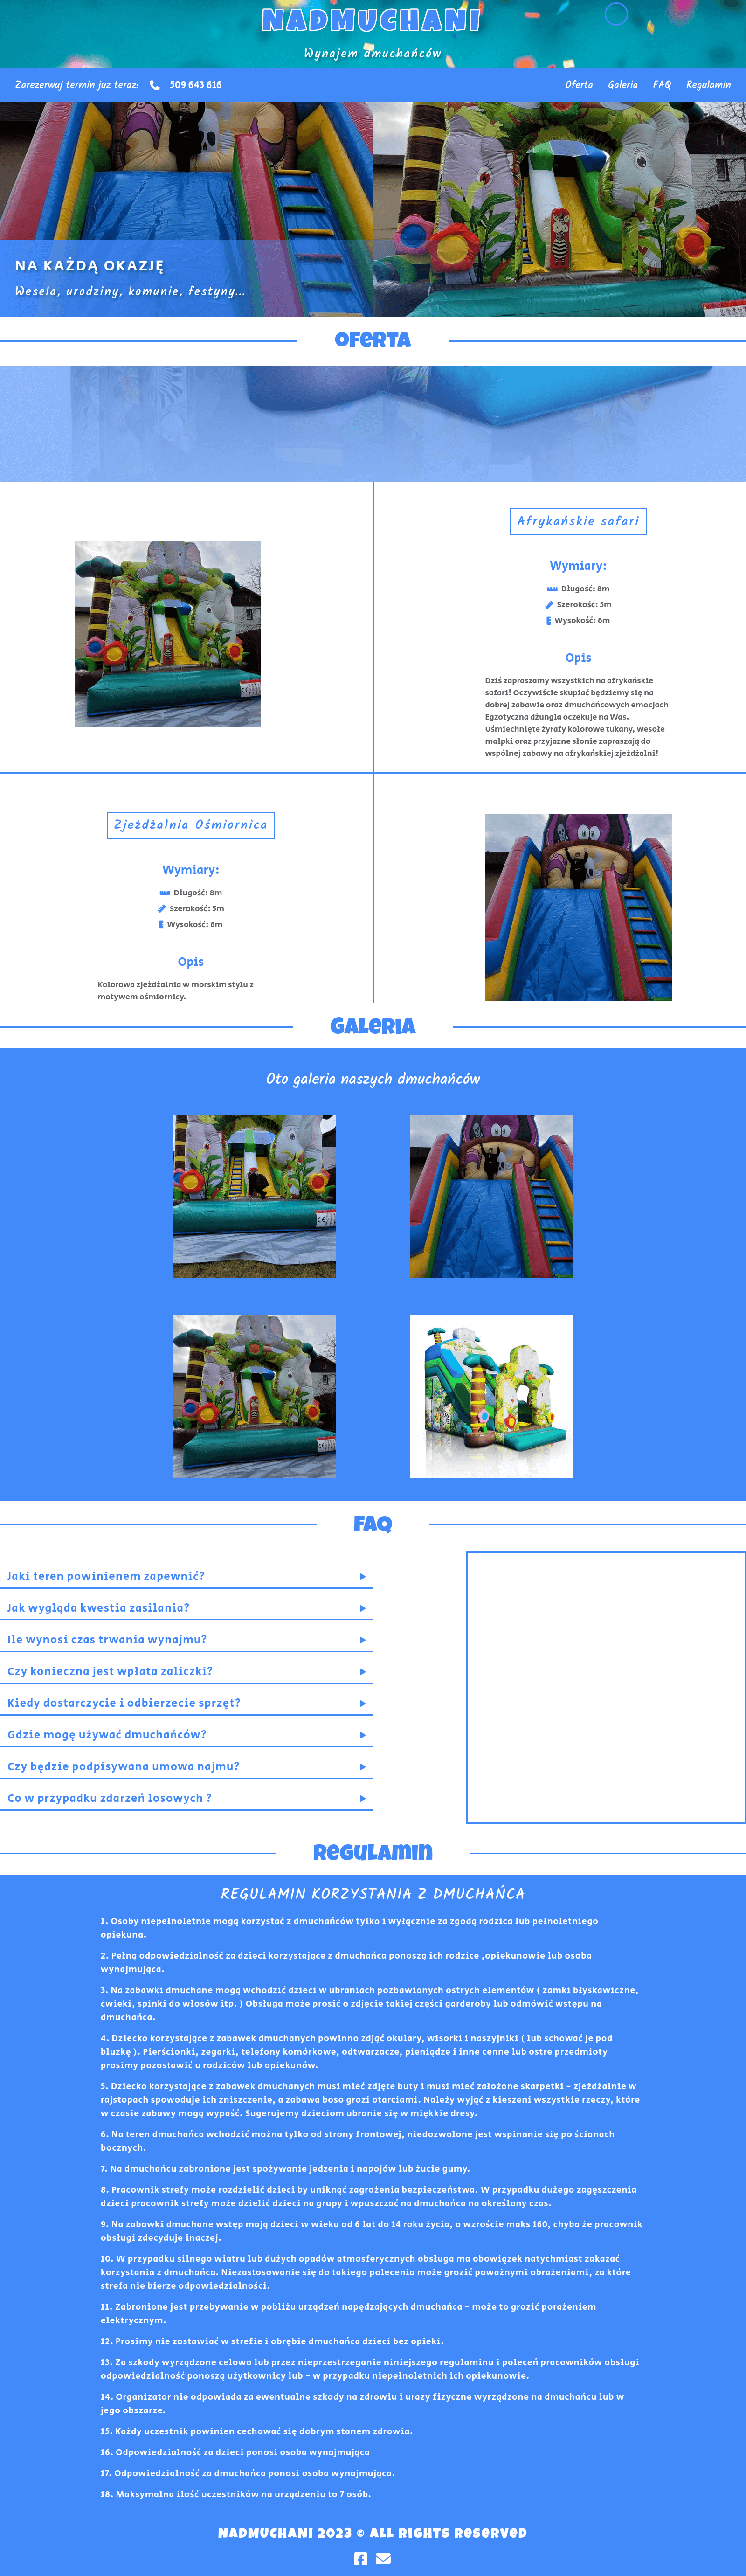 NADMUCHANI
Wynajem dmuchańców
Zarezerwuj termin juz teraz: 509 643 616
Oferta Galeria FAQ Regulamin
NA KAŻDĄ OKAZJĘ
Wesela, urodziny, komunie, festyny...
Oferta
Afrykańskie safari
Wymiary:
Długość: 8m
Szerokość: 5m
Wysokość: 6m
Opis
Dziś zapraszamy wszystkich na afrykańskie
safari! Oczywiście skupiać będziemy się na
dobrej zabawie oraz dmuchańcowych emocjach
Egzotyczna dżungla oczekuje na Was.
Uśmiechnięte żyrafy kolorowe tukany, wesołe
małpki oraz przyjazne słonie zapraszają do
wspólnej zabawy na afrykańskiej zjeżdżalni!
Zjeżdżalnia Ośmiornica
Wymiary:
Długość: 8m
Szerokość: 5m
Wysokość: 6m
Opis
Kolorowa zjeżdżalnia w morskim stylu z
motywem ośmiornicy.
Galeria
Oto galeria naszych dmuchańców
FAQ
Jaki teren powinienem zapewnić?
Jak wygląda kwestia zasilania?
Ile wynosi czas trwania wynajmu?
Czy konieczna jest wpłata zaliczki?
Kiedy dostarczycie i odbierzecie sprzęt?
Gdzie mogę używać dmuchańców?
Czy będzie podpisywana umowa najmu?
Co w przypadku zdarzeń losowych ?
Regulamin
REGULAMIN KORZYSTANIA Z DMUCHAŃCA
1. Osoby niepełnoletnie mogą korzystać z dmuchańców tylko i wyłącznie za zgodą rodzica lub pełnoletniego
opiekuna.
2. Pełną odpowiedzialność za dzieci korzystające z dmuchańca ponoszą ich rodzice ,opiekunowie lub osoba
wynajmująca.
3. Na zabawki dmuchane mogą wchodzić dzieci w ubraniach pozbawionych ostrych elementów ( zamki błyskawiczne,
ćwieki, spinki do włosów itp. ) Obsługa może prosić o zdjęcie takiej części garderoby lub odmówić wstępu na
dmuchańca.
4. Dziecko korzystające z zabawek dmuchanych powinno zdjąć okulary, wisorki i naszyjniki ( lub schować je pod
bluzkę ). Pierścionki, zegarki, telefony komórkowe, odtwarzacze, pieniądze i inne cenne lub ostre przedmioty
prosimy pozostawić u rodziców lub opiekunów.
5. Dziecko korzystające z zabawek dmuchanych musi mieć zdjęte buty i musi mieć założone skarpetki – zjeżdżalnie w
rajstopach spowoduje ich zniszczenie, a zabawa boso grozi otarciami. Należy wyjąć z kieszeni wszystkie rzeczy, które
w czasie zabawy mogą wypaść. Sugerujemy dzieciom ubranie się w miękkie dresy.
6. Na teren dmuchańca wchodzić można tylko od strony frontowej, niedozwolone jest wspinanie się po ścianach
bocznych.
7. Na dmuchańcu zabronione jest spożywanie jedzenia i napojów lub żucie gumy.
8. Pracownik strefy może rozdzielić dzieci by uniknąć zagrożenia bezpieczeństwa. W przypadku dużego zagęszczenia
dzieci pracownik strefy może dzielić dzieci na grupy i wpuszczać na dmuchańca na określony czas.
9. Na zabawki dmuchane wstęp mają dzieci w wieku od 6 lat do 14 roku życia, o wzroście maks 160, chyba że pracownik
obsługi zdecyduje inaczej.
10. W przypadku silnego wiatru lub dużych opadów atmosferycznych obsługa ma obowiązek natychmiast zakazać
korzystania z dmuchańca. Niezastosowanie się do takiego polecenia może grozić poważnymi obrażeniami, za które
strefa nie bierze odpowiedzialności.
11. Zabronione jest przebywanie w pobliżu urządzeń napędzających dmuchańca – może to grozić porażeniem
elektrycznym.
12. Prosimy nie zostawiać w strefie i obrębie dmuchańca dzieci bez opieki.
13. Za szkody wyrządzone celowo lub przez nieprzestrzeganie niniejszego regulaminu i poleceń pracowników obsługi
odpowiedzialność ponoszą użytkownicy lub – w przypadku niepełnoletnich ich opiekunowie.
14. Organizator nie odpowiada za ewentualne szkody na zdrowiu i urazy fizyczne wyrządzone na dmuchańcu lub w
jego obszarze.
15. Każdy uczestnik powinien cechować się dobrym stanem zdrowia.
16. Odpowiedzialność za dzieci ponosi osoba wynajmująca
17. Odpowiedzialność za dmuchańca ponosi osoba wynajmująca.
18. Maksymalna ilość uczestników na urządzeniu to 7 osób.
NADMUCHANI 2023 © All Rights Reserved